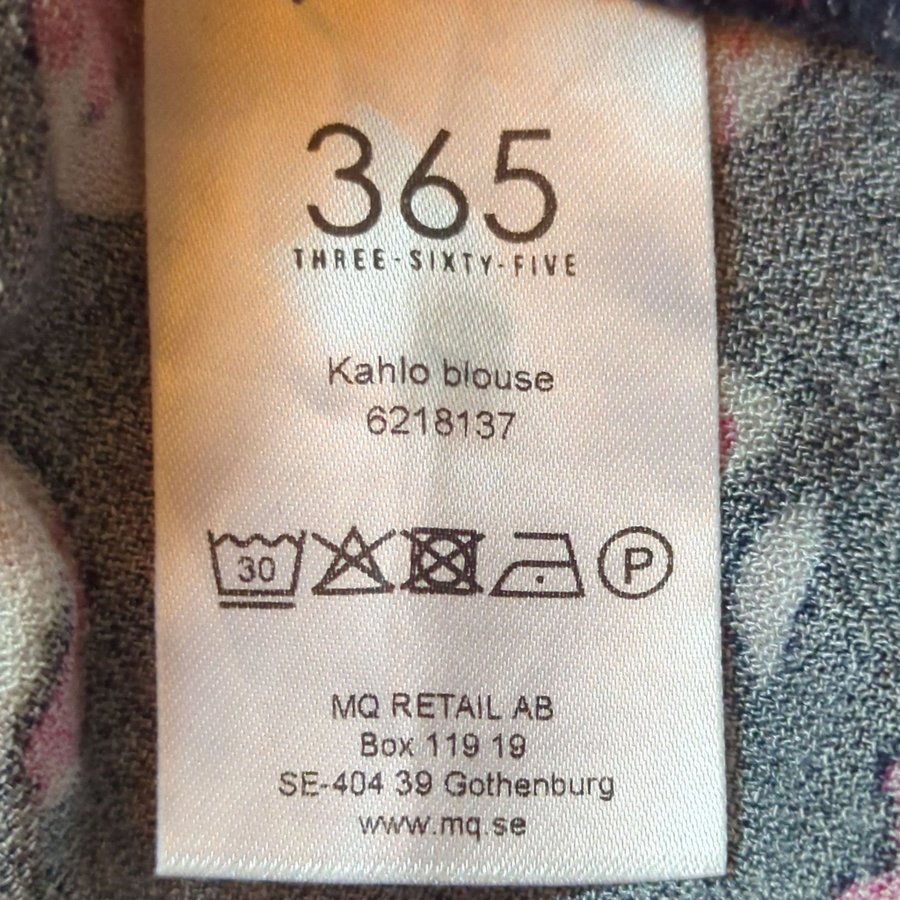 365
THREE-SIXTY-FIVE
Kahlo blouse
6218137
30 P
MQ RETAIL AB
Box 119 19
SE-404 39 Gothenburg
www.mq.se